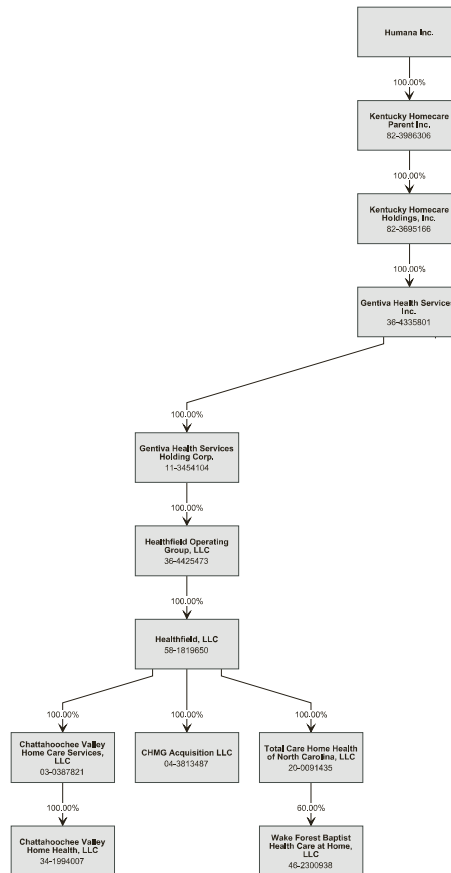 Humana Inc.
100.00%
Kentucky Homecare
Parent Inc.
82-3986306
100.00%
Kentucky Homecare
Holdings, Inc.
82-3695166
100.00%
Gentiva Health Services
Inc.
36-4335801
100.00%
Gentiva Health Services
Holding Corp.
11-3454104
100.00%
Healthfield Operating
Group, LLC
36-4425473
100.00%
Healthfield, LLC
58-1819650
100.00%
100.00%
100.00%
Chattahoochee Valley
Home Care Services,
LLC
03-0387821
CHMG Acquisition LLC
04-3813487
Total Care Home Health
of North Carolina, LLC
20-0091435
100.00%
60.00%
Chattahoochee Valley
Home Health, LLC
34-1994007
Wake Forest Baptist
Health Care at Home,
LLC
46-2300938